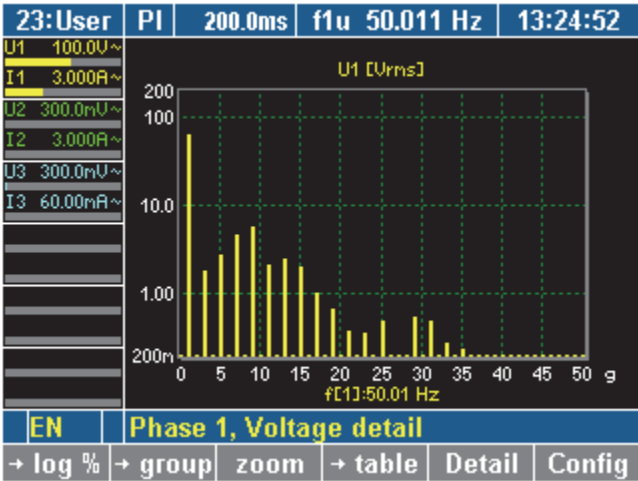 23:User PI 200.0ms f1u 50.011 Hz 13:24:52
U1 100.0V~
I1 3.000A~
U2 300.0mV~
I2 3.000A~
U3 300.0mV~
I3 60.00mA~
U1 [Vrms]
200
100
10.0
1.00
200m
0 5 10 15 20 25 30 35 40 45 50 g
f[1]:50.01 Hz
EN Phase 1, Voltage detail
→ log % → group zoom → table Detail Config